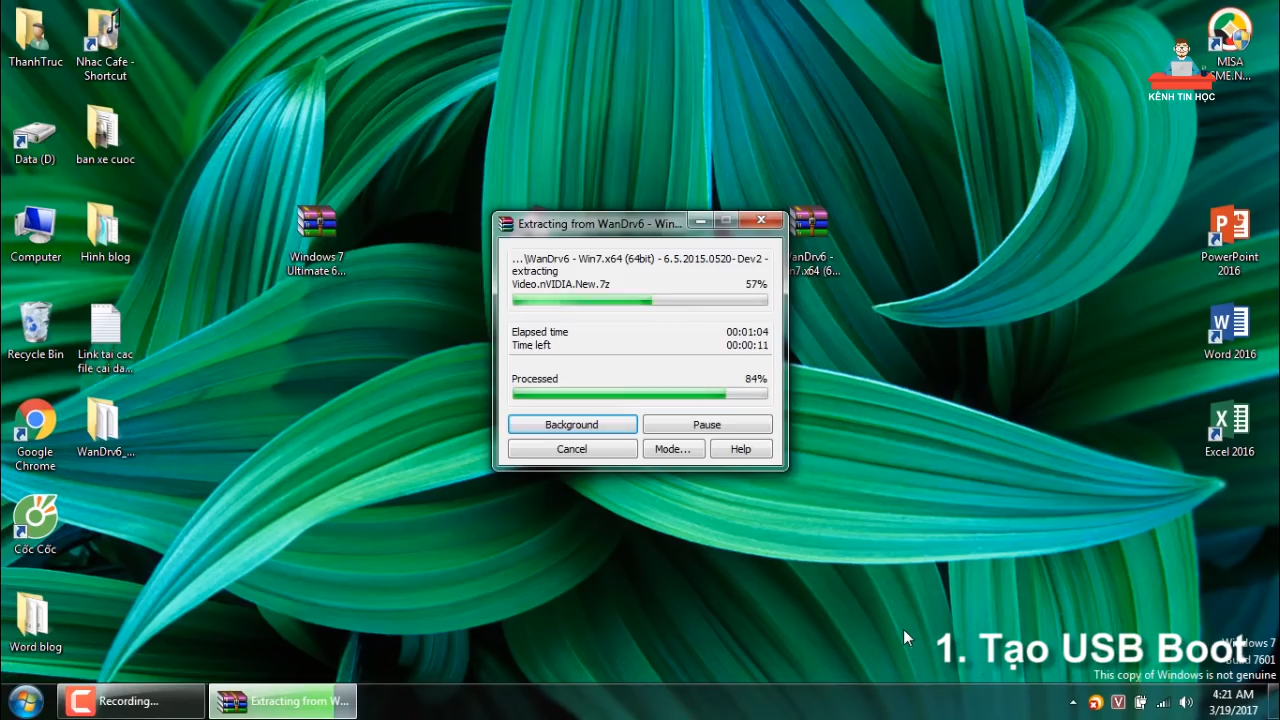 ThanhTruc
Nhac Cafe -
Shortcut
Data (D)
ban xe cuoc
Computer
Hinh blog
Recycle Bin
Link tai cac
file cai da...
Google
Chrome
WanDrv6_...
Cốc Cốc
Word blog
Windows 7
Ultimate 6...
Extracting from WanDrv6 - Win...
...\WanDrv6 - Win7.x64 (64bit) - 6.5.2015.0520- Dev2 -
extracting
Video.nVIDIA.New.7z 57%
Elapsed time 00:01:04
Time left 00:00:11
Processed 84%
Background Pause
Cancel Mode... Help
MISA
KÊNH TIN HỌC
PowerPoint
2016
Word 2016
Excel 2016
1. Tạo USB Boot
Windows 7
Build 7601
This copy of Windows is not genuine
Recording...
Extracting from W...
4:21 AM
3/19/2017